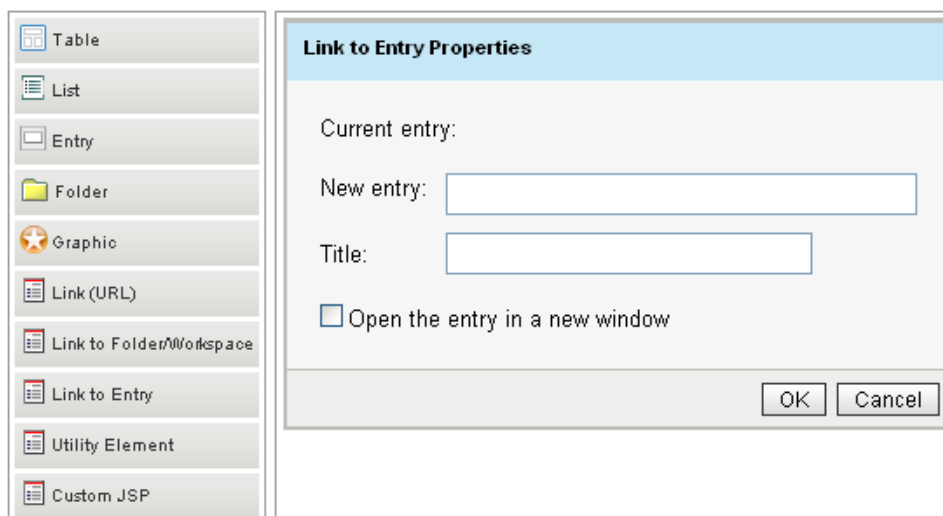 Table
List
Entry
Folder
Graphic
Link (URL)
Link to Folder/Workspace
Link to Entry
Utility Element
Custom JSP
Link to Entry Properties
Current entry:
New entry:
Title:
Open the entry in a new window
OK Cancel